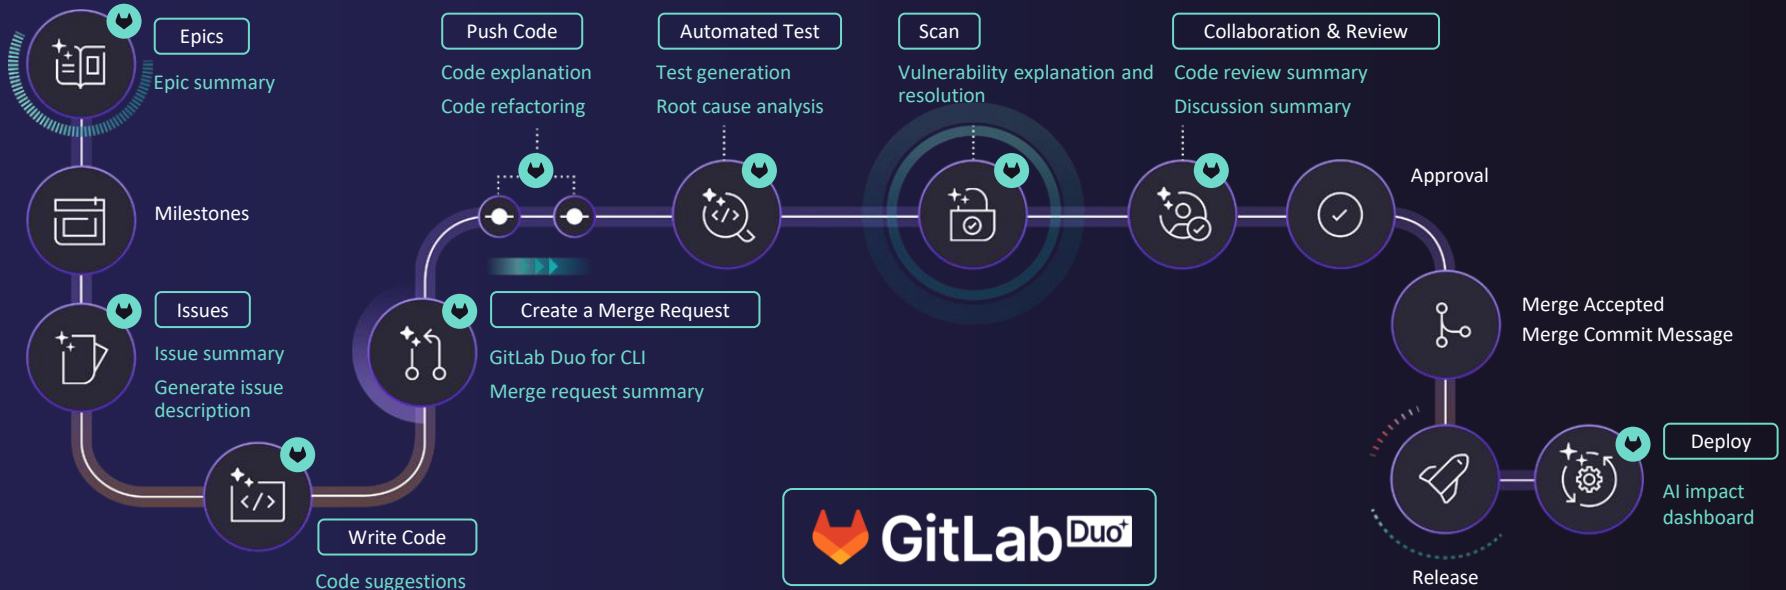 Epics
Epic summary
Milestones
Issues
Issue summary
Generate issue
description
Write Code
Code suggestions
Create a Merge Request
GitLab Duo for CLI
Merge request summary
Push Code
Code explanation
Code refactoring
Automated Test
Test generation
Root cause analysis
Scan
Vulnerability explanation and
resolution
Collaboration & Review
Code review summary
Discussion summary
Approval
Merge Accepted
Merge Commit Message
Release
Deploy
AI impact
dashboard
GitLab Duo